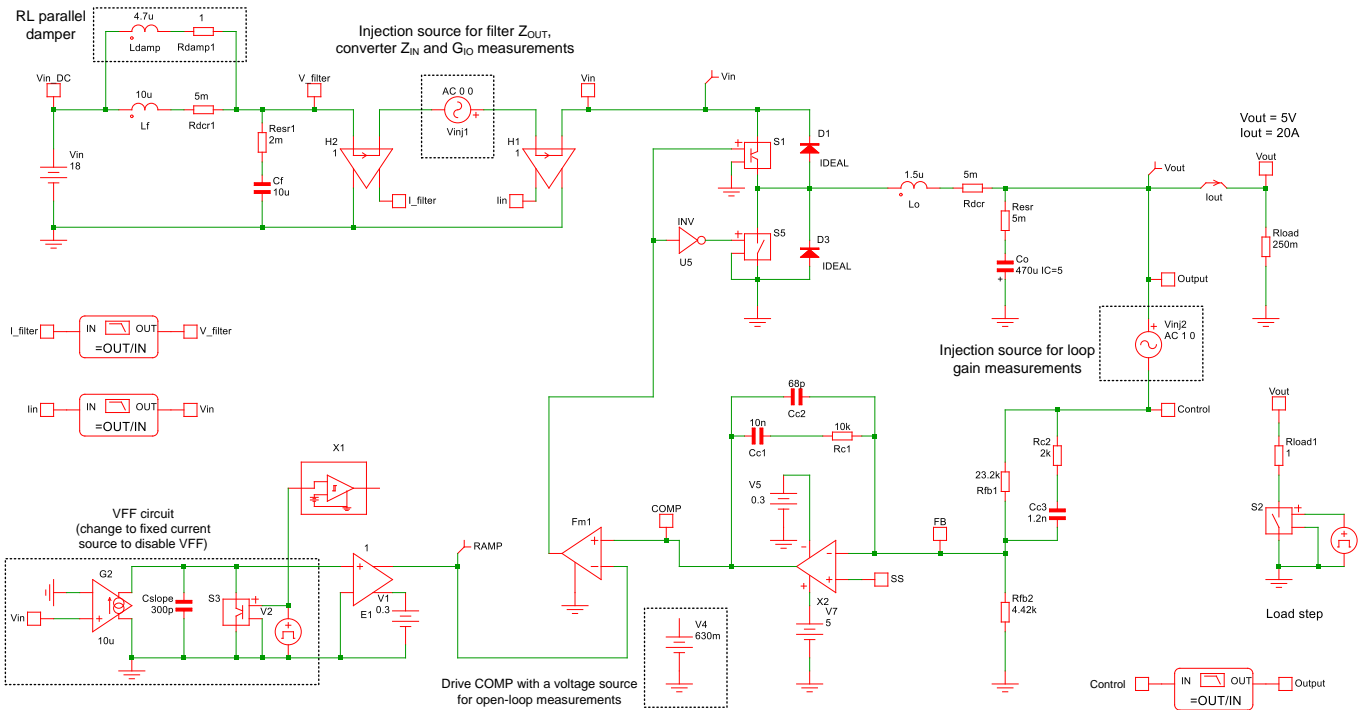 RL parallel
damper
4.7u
1
Ldamp
Rdamp1
Injection source for filter ZOUT,
converter ZIN and GIO measurements
Vin_DC
10u
5m
Lf
Rdcr1
V_filter
Resr1
2m
Cf
10u
Vin
18
H2
1
I_filter
AC 0 0
Vinj1
H1
1
Iin
Vin
Vin
S1
D1
IDEAL
INV
U5
S5
D3
IDEAL
1.5u
Lo
5m
Rdcr
Resr
5m
Co
470u IC=5
Vout = 5V
Iout = 20A
Vout
Iout
Vout
Rload
250m
Output
Vinj2
AC 1 0
Injection source for loop
gain measurements
Control
I_filter
IN
OUT
=OUT/IN
V_filter
Iin
IN
OUT
=OUT/IN
Vin
X1
VFF circuit
(change to fixed current
source to disable VFF)
G2
Vin
10u
Cslope
300p
S3
V2
1
E1
V1
0.3
RAMP
Fm1
COMP
68p
Cc2
10n
Cc1
10k
Rc1
V5
0.3
X2
V7
5
SS
FB
23.2k
Rfb1
Rc2
2k
Cc3
1.2n
Rfb2
4.42k
V4
630m
Drive COMP with a voltage source
for open-loop measurements
Vout
Rload1
1
S2
Load step
Control
IN
OUT
=OUT/IN
Output